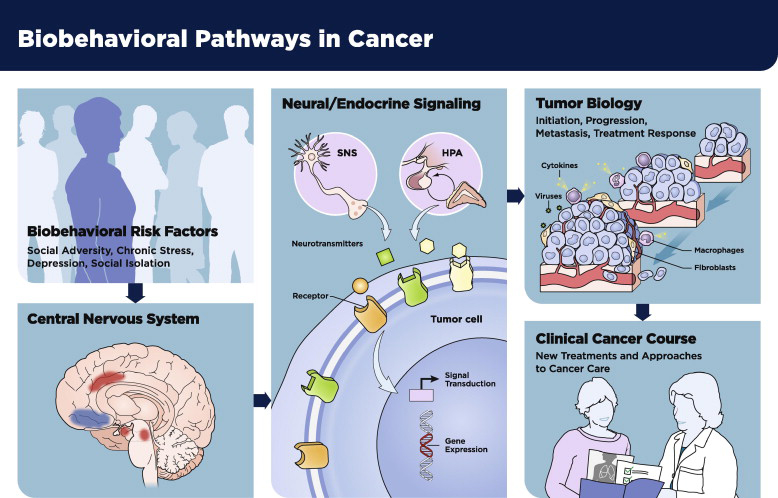 Biobehavioral Pathways in Cancer
Biobehavioral Risk Factors
Social Adversity, Chronic Stress,
Depression, Social Isolation
Central Nervous System
Neural/Endocrine Signaling
SNS
HPA
Neurotransmitters
Receptor
Tumor cell
Signal
Transduction
Gene
Expression
Tumor Biology
Initiation, Progression,
Metastasis, Treatment Response
Cytokines
Viruses
Macrophages
Fibroblasts
Clinical Cancer Course
New Treatments and Approaches
to Cancer Care